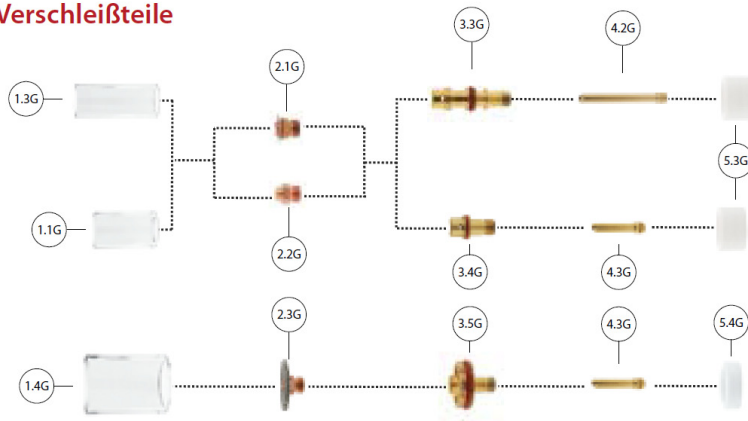 Verschleißteile
3.3G
4.2G
2.1G
1.3G
5.3G
1.1G
2.2G
3.4G
4.3G
2.3G
3.5G
4.3G
5.4G
1.4G